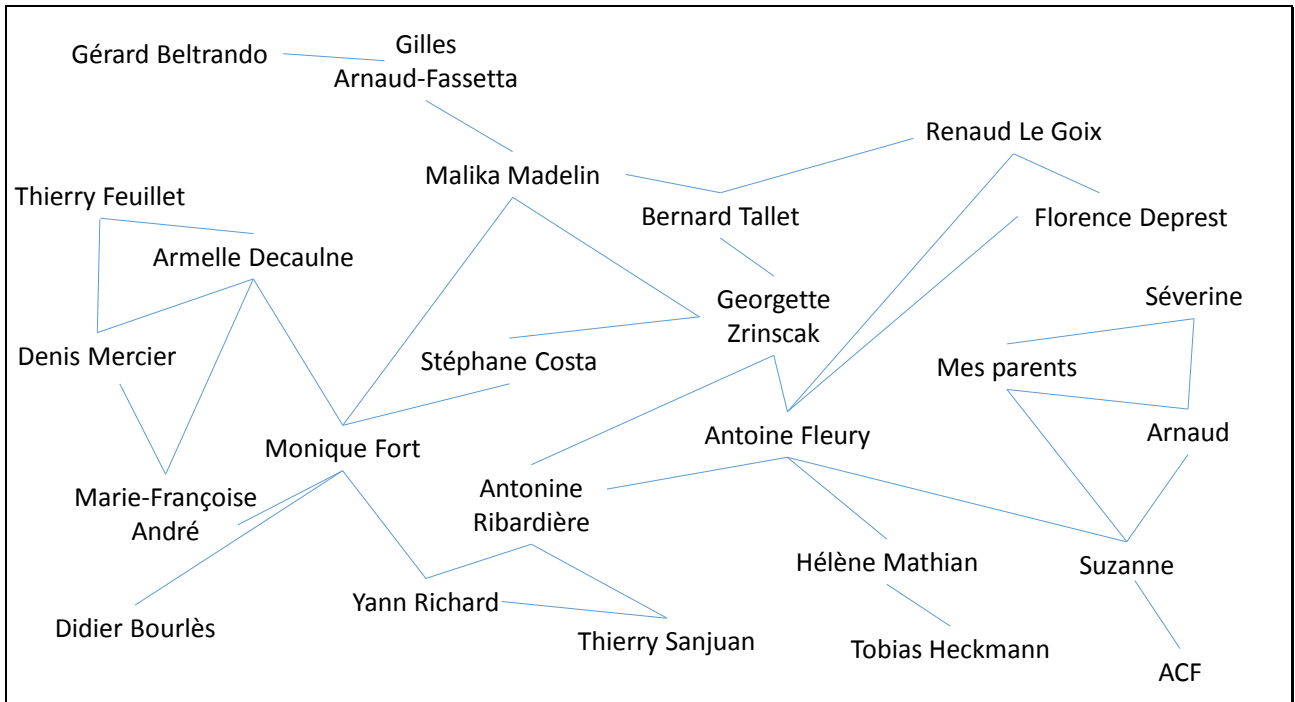 Gérard Beltrando
Gilles
Arnaud-Fassetta
Renaud Le Goix
Malika Madelin
Thierry Feuillet
Bernard Tallet
Florence Deprest
Armelle Decaulne
Georgette
Zrinscak
Séverine
Denis Mercier
Stéphane Costa
Mes parents
Monique Fort
Antoine Fleury
Arnaud
Marie-Françoise
André
Antonine
Ribardière
Hélène Mathian
Suzanne
Yann Richard
Didier Bourlès
Thierry Sanjuan
Tobias Heckmann
ACF